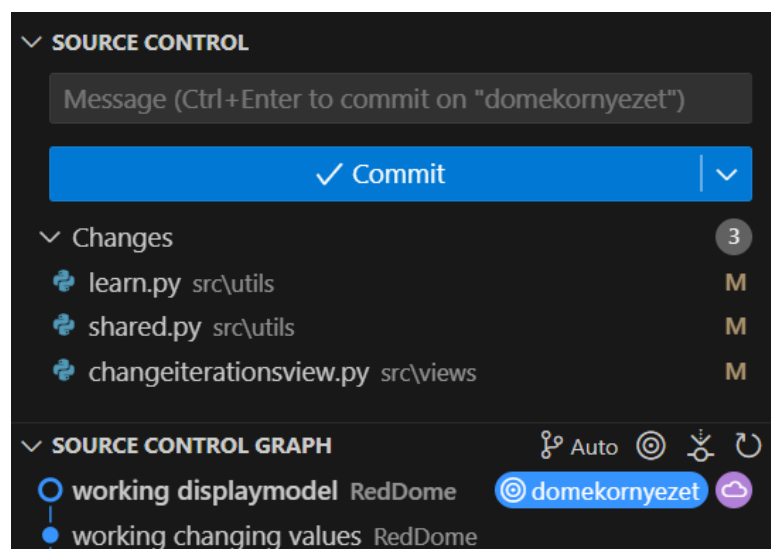 SOURCE CONTROL
Message (Ctrl+Enter to commit on "domekornyezet")
Commit
Changes 3
learn.py src\utils M
shared.py src\utils M
changeiterationsview.py src\views M
SOURCE CONTROL GRAPH Auto
working displaymodel RedDome domekornyezet
working changing values RedDome